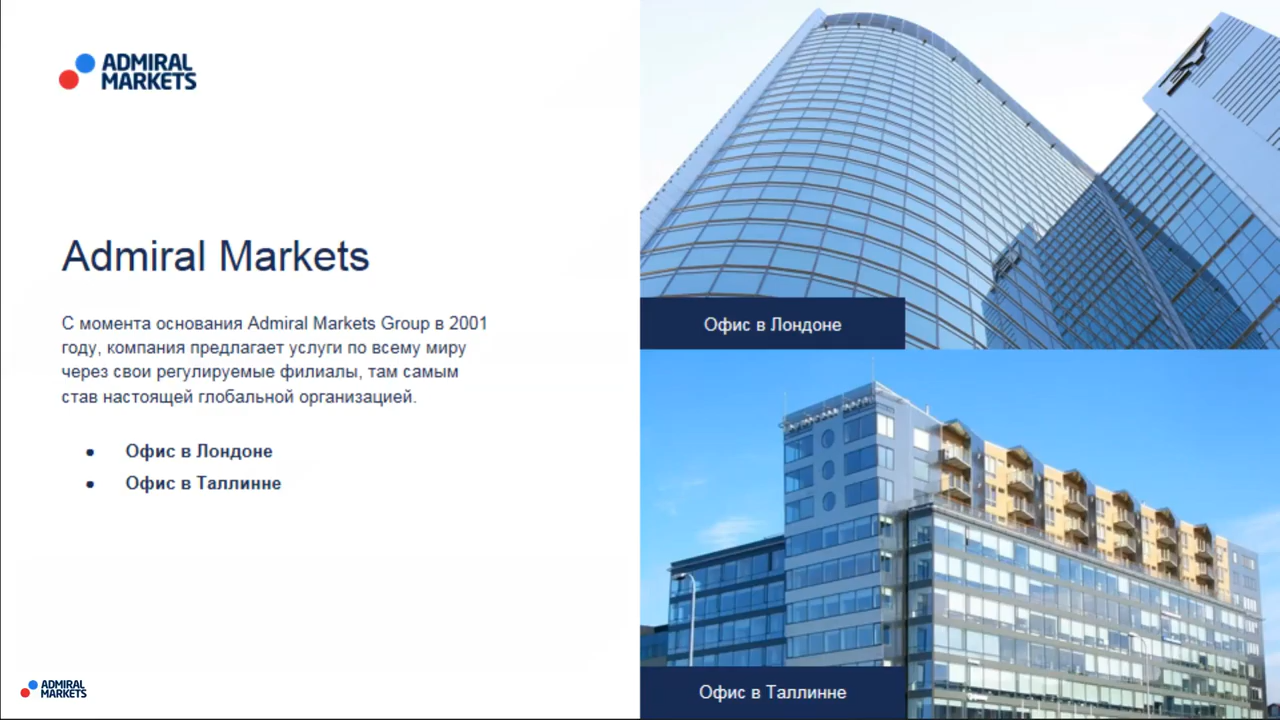 ADMIRAL
MARKETS
Admiral Markets
С момента основания Admiral Markets Group в 2001
году, компания предлагает услуги по всему миру
через свои регулируемые филиалы, там самым
став настоящей глобальной организацией.
• Офис в Лондоне
• Офис в Таллинне
Офис в Лондоне
Офис в Таллинне
ADMIRAL
MARKETS